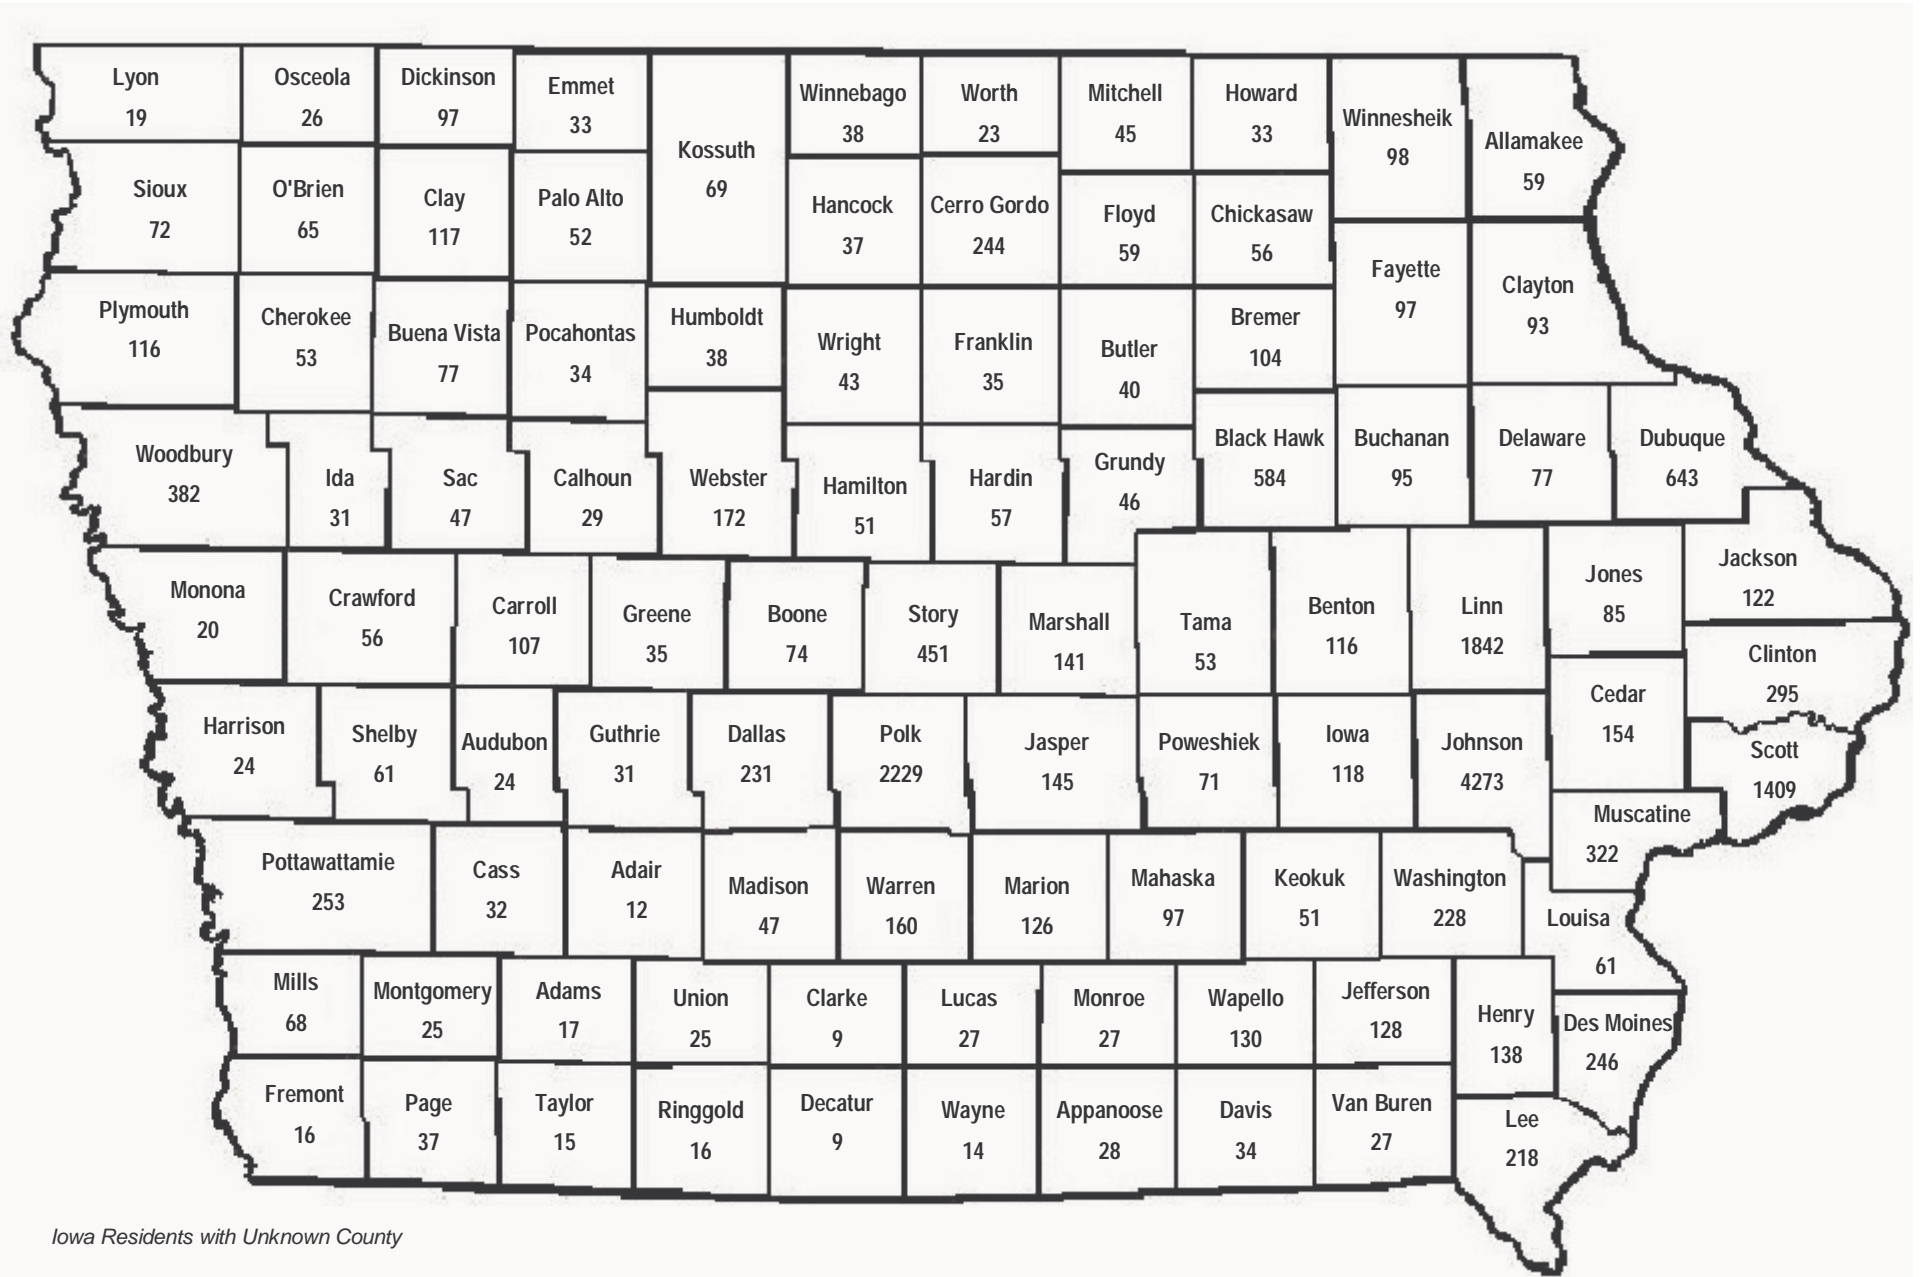 Lyon
19
Osceola
26
Dickinson
97
Emmet
33
Kossuth
69
Winnebago
38
Worth
23
Mitchell
45
Howard
33
Winnesheik
98
Allamakee
59
Sioux
72
O'Brien
65
Clay
117
Palo Alto
52
Hancock
37
Cerro Gordo
244
Floyd
59
Chickasaw
56
Fayette
97
Clayton
93
Plymouth
116
Cherokee
53
Buena Vista
77
Pocahontas
34
Humboldt
38
Wright
43
Franklin
35
Butler
40
Bremer
104
Woodbury
382
Ida
31
Sac
47
Calhoun
29
Webster
172
Hamilton
51
Hardin
57
Grundy
46
Black Hawk
584
Buchanan
95
Delaware
77
Dubuque
643
Monona
20
Crawford
56
Carroll
107
Greene
35
Boone
74
Story
451
Marshall
141
Tama
53
Benton
116
Linn
1842
Jones
85
Jackson
122
Clinton
295
Harrison
24
Shelby
61
Audubon
24
Guthrie
31
Dallas
231
Polk
2229
Jasper
145
Poweshiek
71
Iowa
118
Johnson
4273
Cedar
154
Scott
1409
Muscatine
322
Pottawattamie
253
Cass
32
Adair
12
Madison
47
Warren
160
Marion
126
Mahaska
97
Keokuk
51
Washington
228
Louisa
61
Mills
68
Montgomery
25
Adams
17
Union
25
Clarke
9
Lucas
27
Monroe
27
Wapello
130
Jefferson
128
Henry
138
Des Moines
246
Fremont
16
Page
37
Taylor
15
Ringgold
16
Decatur
9
Wayne
14
Appanoose
28
Davis
34
Van Buren
27
Lee
218
Iowa Residents with Unknown County